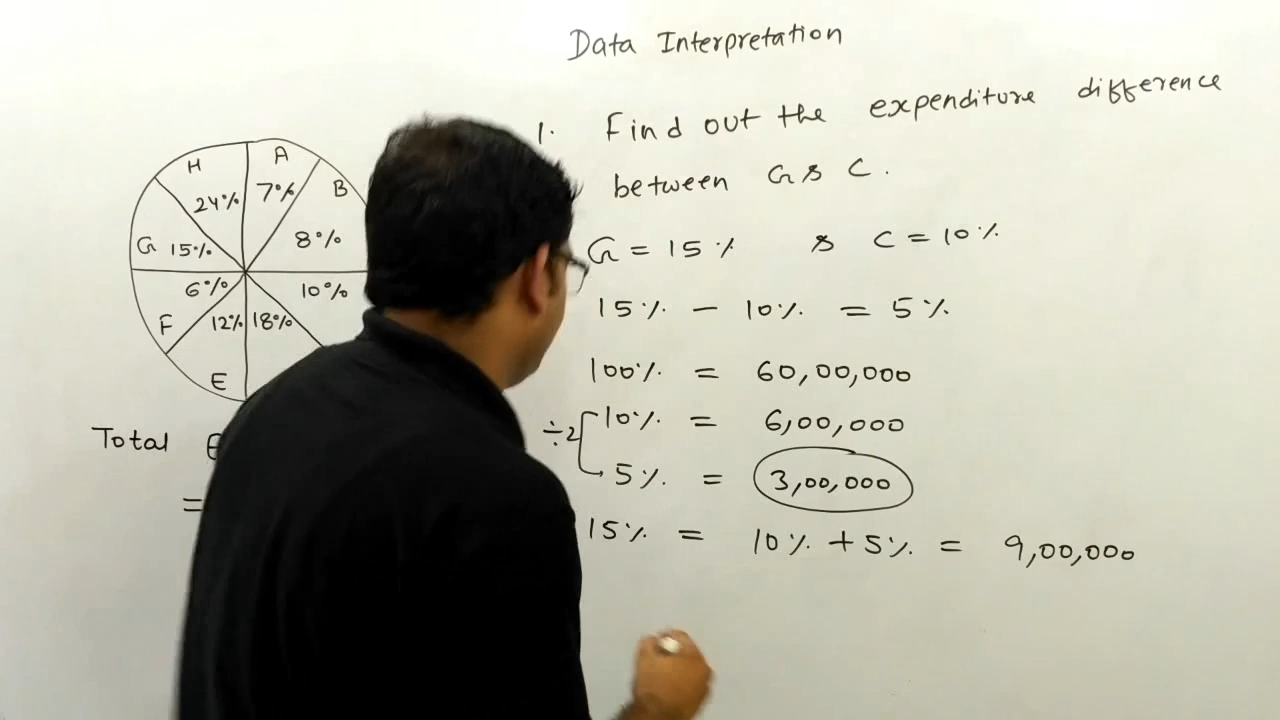 Data Interpretation
1. Find out the expenditure difference
between G & C.
G = 15% & C = 10%
15% - 10% = 5%
100% = 60,00,000
÷2 10% = 6,00,000
5% = 3,00,000
15% = 10% + 5% = 9,00,000
H
A
24%
7%
B
G 15%
8%
6%
10%
F
12%
18%
E
Total
=